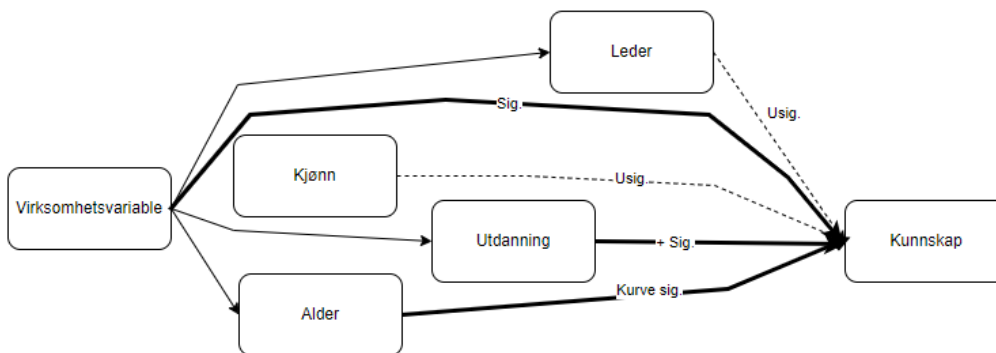 Leder
Sig.
Usig.
Kjønn
Usig.
Virksomhetsvariable
Utdanning
+ Sig.
Kunnskap
Kurve sig.
Alder